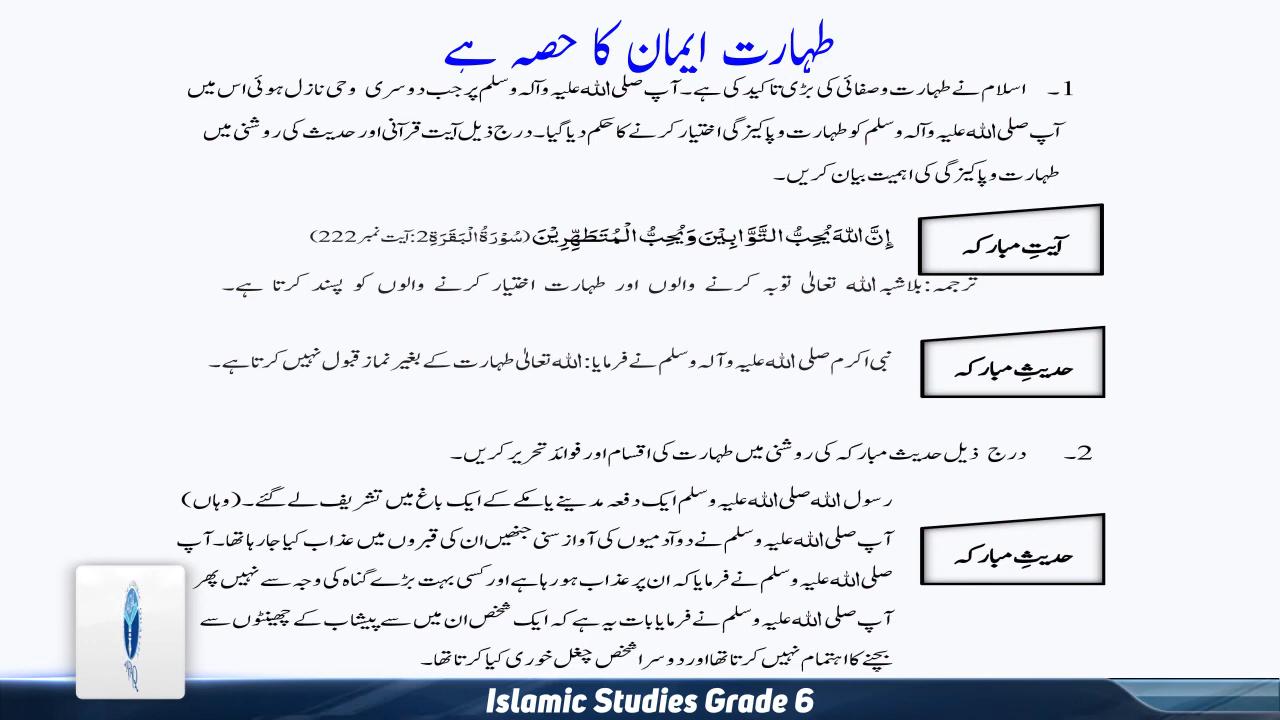 طہارت ایمان کا حصہ ہے
1۔ اسلام نے طہارت وصفائی کی بڑی تاکید کی ہے۔ آپ صلی اللہ علیہ وآلہ وسلم پر جب دوسری وحی نازل ہوئی اس میں
آپ صلی اللہ علیہ وآلہ وسلم کو طہارت و پاکیزگی اختیار کرنے کا حکم دیا گیا۔ درج ذیل آیت قرآنی اور حدیث کی روشنی میں
طہارت و پاکیزگی کی اہمیت بیان کریں۔
آیتِ مبارکہ
إِنَّ اللّٰهَ يُحِبُّ التَّوَّابِيْنَ وَيُحِبُّ الْمُتَطَهِّرِيْنَ (سُوْرَةُ الْبَقَرَةِ2: آیت نمبر222)
ترجمہ: بلاشبہ اللہ تعالیٰ توبہ کرنے والوں اور طہارت اختیار کرنے والوں کو پسند کرتا ہے۔
حدیثِ مبارکہ
نبی اکرم صلی اللہ علیہ وآلہ وسلم نے فرمایا: اللہ تعالیٰ طہارت کے بغیر نماز قبول نہیں کرتا ہے۔
2۔ درج ذیل حدیث مبارکہ کی روشنی میں طہارت کی اقسام اور فوائد تحریر کریں۔
رسول اللہ صلی اللہ علیہ وسلم ایک دفعہ مدینے یا مکے کے ایک باغ میں تشریف لے گئے۔ (وہاں)
آپ صلی اللہ علیہ وسلم نے دو آدمیوں کی آواز سنی جنھیں ان کی قبروں میں عذاب کیا جا رہا تھا۔ آپ
حدیثِ مبارکہ
صلی اللہ علیہ وسلم نے فرمایا کہ ان پر عذاب ہو رہا ہے اور کسی بہت بڑے گناہ کی وجہ سے نہیں پھر
آپ صلی اللہ علیہ وسلم نے فرمایا بات یہ ہے کہ ایک شخص ان میں سے پیشاب کے چھینٹوں سے
بچنے کا اہتمام نہیں کرتا تھا اور دوسرا شخص چغل خوری کیا کرتا تھا۔
Islamic Studies Grade 6